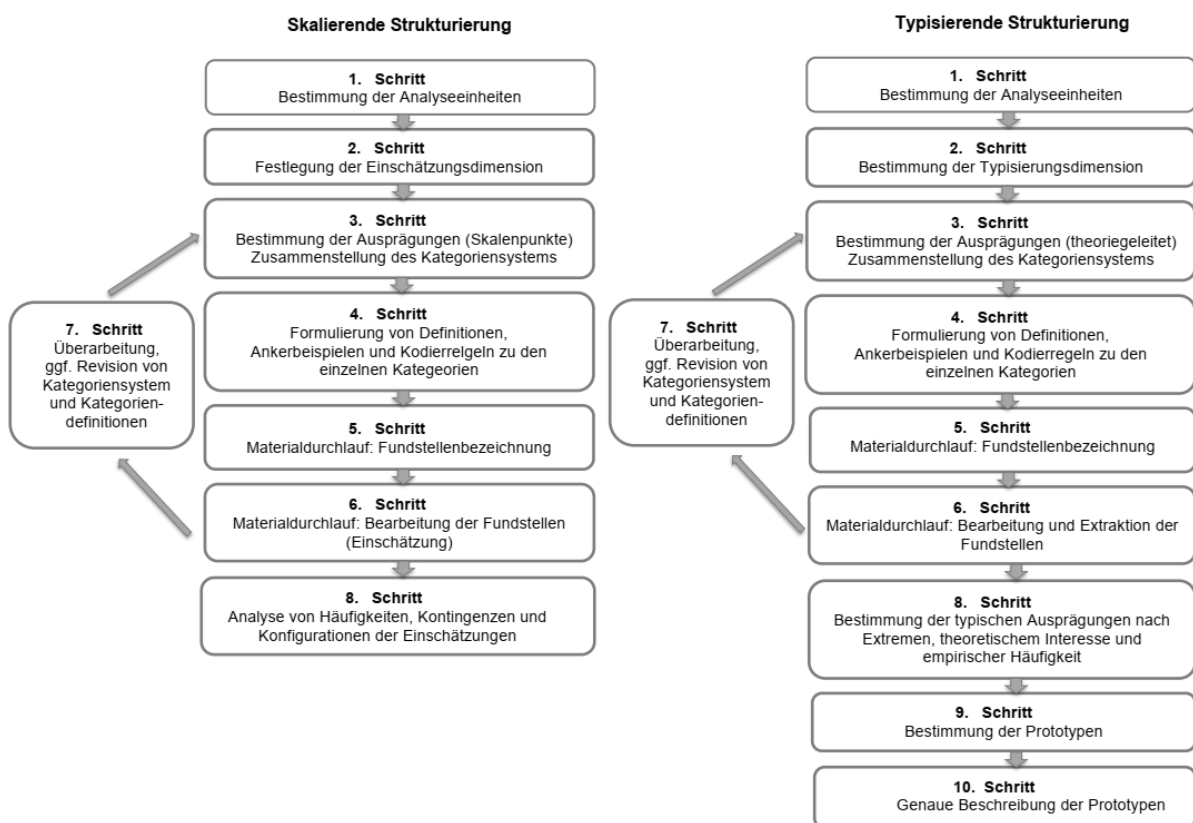 Skalierende Strukturierung
1. Schritt
Bestimmung der Analyseeinheiten
2. Schritt
Festlegung der Einschätzungsdimension
3. Schritt
Bestimmung der Ausprägungen (Skalenpunkte)
Zusammenstellung des Kategoriensystems
4. Schritt
Formulierung von Definitionen,
Ankerbeispielen und Kodierrelgeln zu den
einzelnen Kategeorien
5. Schritt
Materialdurchlauf: Fundstellenbezeichnung
6. Schritt
Materialdurchlauf: Bearbeitung der Fundstellen
(Einschätzung)
7. Schritt
Überarbeitung,
ggf. Revision von
Kategoriensystem
und Kategorien-
definitionen
8. Schritt
Analyse von Häufigkeiten, Kontingenzen und
Konfigurationen der Einschätzungen
Typisierende Strukturierung
1. Schritt
Bestimmung der Analyseeinheiten
2. Schritt
Bestimmung der Typisierungsdimension
3. Schritt
Bestimmung der Ausprägungen (theoriegeleitet)
Zusammenstellung des Kategoriensystems
4. Schritt
Formulierung von Definitionen,
Ankerbeispielen und Kodierregeln zu den
einzelnen Kategorien
5. Schritt
Materialdurchlauf: Fundstellenbezeichnung
6. Schritt
Materialdurchlauf: Bearbeitung und Extraktion der
Fundstellen
7. Schritt
Überarbeitung,
ggf. Revision von
Kategoriensystem
und Kategorien-
definitionen
8. Schritt
Bestimmung der typischen Ausprägungen nach
Extremen, theoretischem Interesse und
empirischer Häufigkeit
9. Schritt
Bestimmung der Prototypen
10. Schritt
Genaue Beschreibung der Prototypen